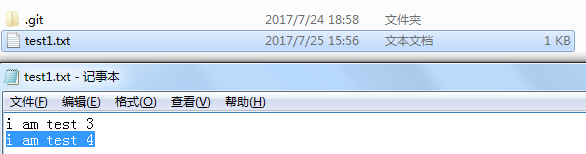 .git 2017/7/24 18:58 文件夹
test1.txt 2017/7/25 15:56 文本文档 1 KB
test1.txt - 记事本
文件(F) 编辑(E) 格式(O) 查看(V) 帮助(H)
i am test 3
i am test 4